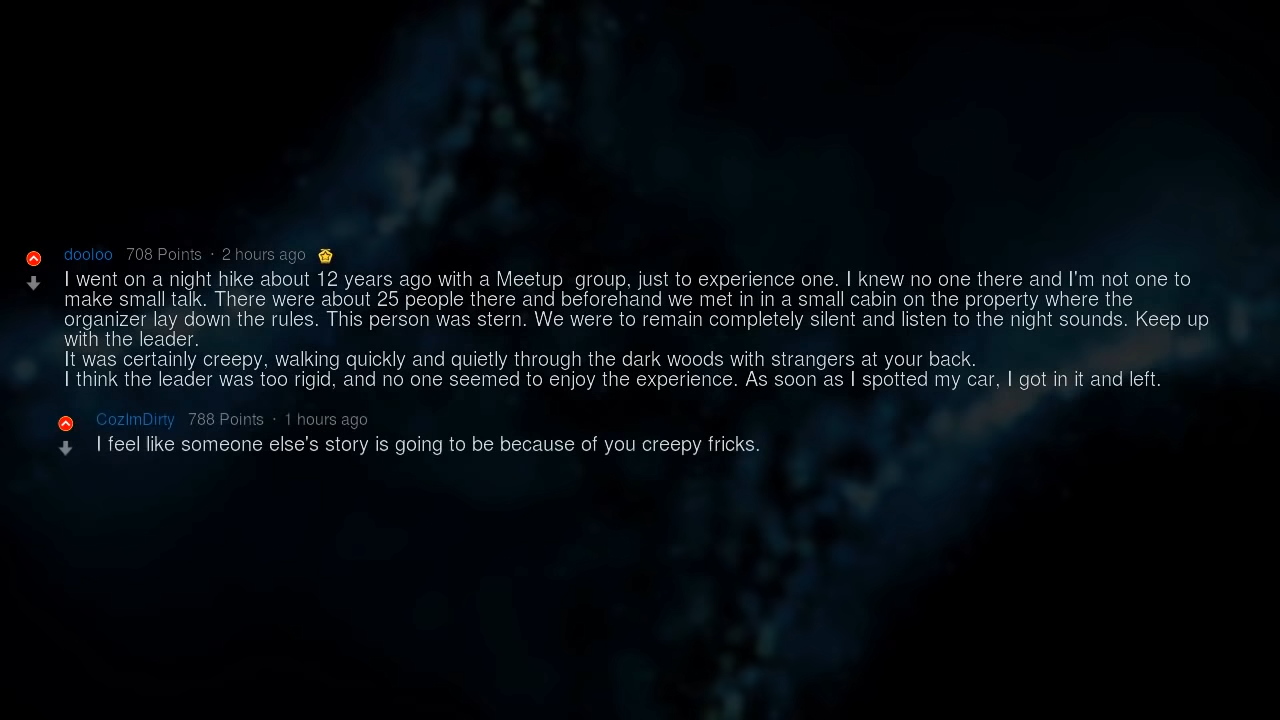 dooloo 708 Points · 2 hours ago
I went on a night hike about 12 years ago with a Meetup  group, just to experience one. I knew no one there and I'm not one to
make small talk. There were about 25 people there and beforehand we met in in a small cabin on the property where the
organizer lay down the rules. This person was stern. We were to remain completely silent and listen to the night sounds. Keep up
with the leader.
It was certainly creepy, walking quickly and quietly through the dark woods with strangers at your back.
I think the leader was too rigid, and no one seemed to enjoy the experience. As soon as I spotted my car, I got in it and left.
CozImDirty 788 Points · 1 hours ago
I feel like someone else's story is going to be because of you creepy fricks.